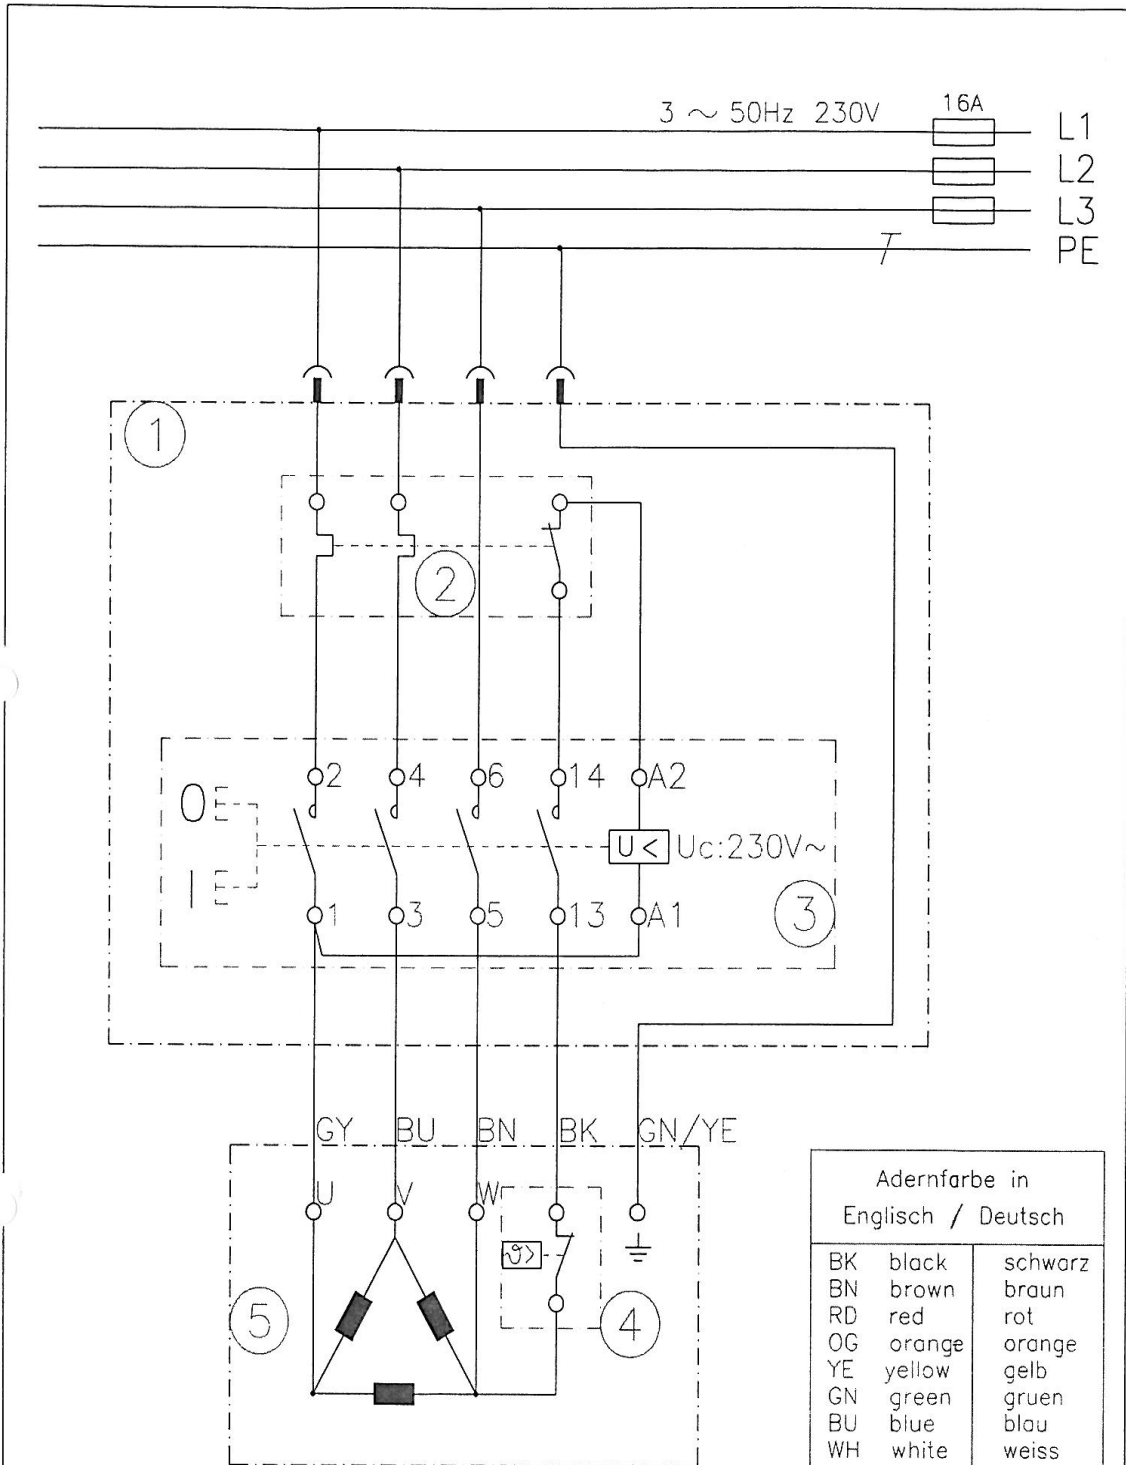 3 ~ 50Hz 230V 16A L1
L2
L3
PE
1
2
2 4 6 14 A2
O
U< Uc:230V~
I
1 3 5 13 A1
3
GY BU BN BK GN/YE
U V W
ϑ>
5
4
Adernfarbe in
Englisch / Deutsch
BK black schwarz
BN brown braun
RD red rot
OG orange orange
YE yellow gelb
GN green gruen
BU blue blau
WH white weiss